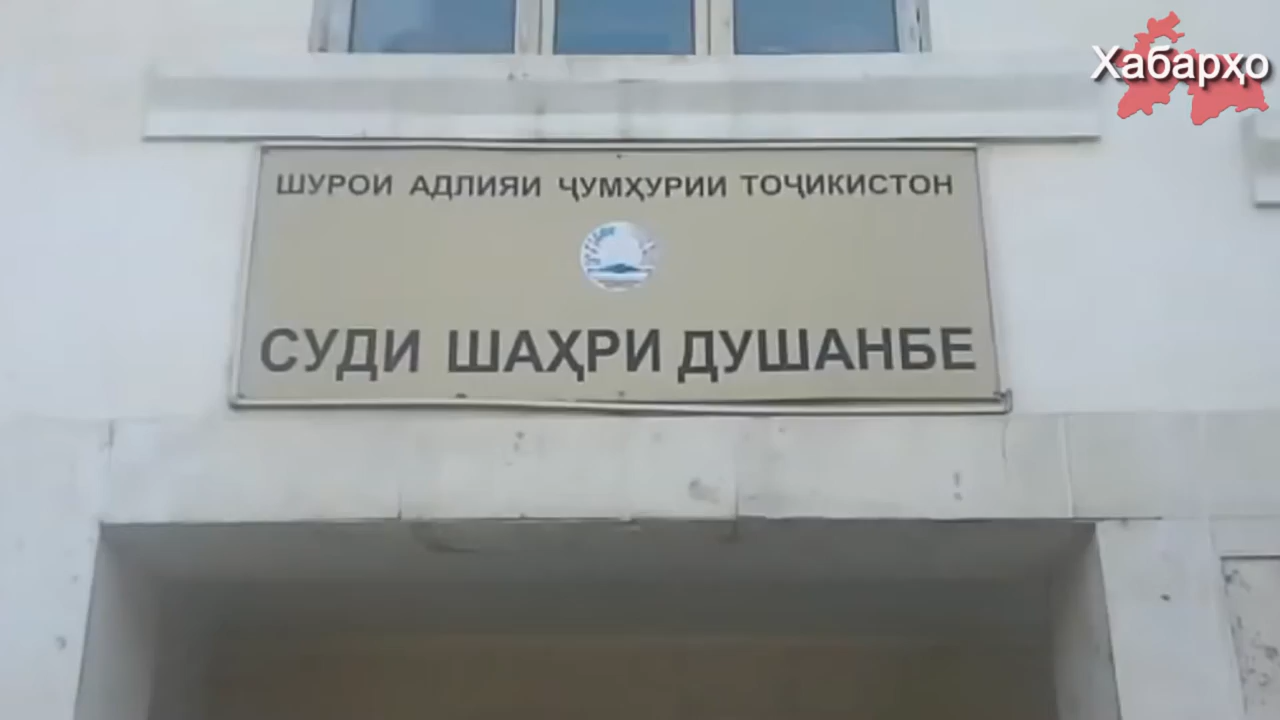 Хабарҳо
ШУРОИ АДЛИЯИ ҶУМҲУРИИ ТОҶИКИСТОН
СУДИ ШАҲРИ ДУШАНБЕ